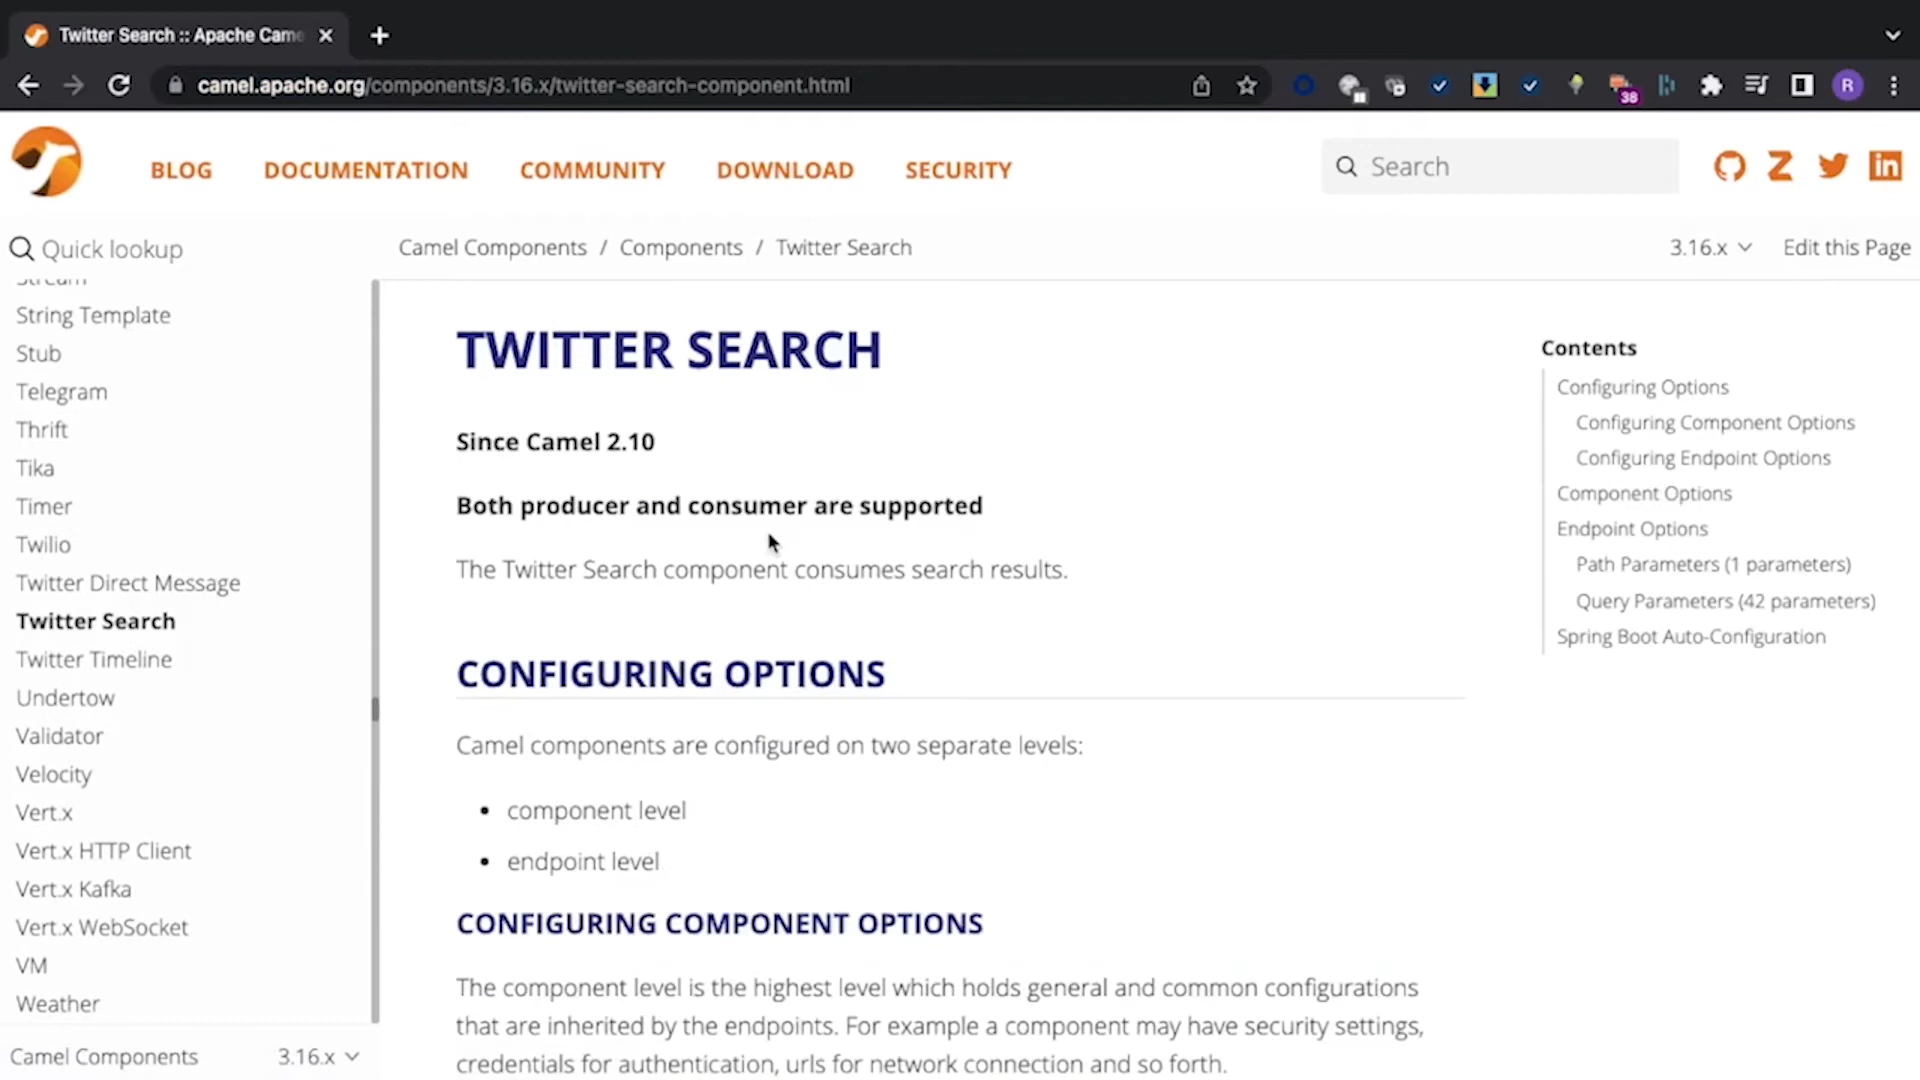 Twitter Search :: Apache Came
camel.apache.org/components/3.16.x/twitter-search-component.html
38
R
BLOG
DOCUMENTATION
COMMUNITY
DOWNLOAD
SECURITY
Search
Quick lookup
Camel Components / Components / Twitter Search
3.16.x
Edit this Page
Stream
String Template
Stub
Telegram
Thrift
Tika
Timer
Twilio
Twitter Direct Message
Twitter Search
Twitter Timeline
Undertow
Validator
Velocity
Vert.x
Vert.x HTTP Client
Vert.x Kafka
Vert.x WebSocket
VM
Weather
Camel Components
3.16.x
TWITTER SEARCH
Since Camel 2.10
Both producer and consumer are supported
The Twitter Search component consumes search results.
CONFIGURING OPTIONS
Camel components are configured on two separate levels:
• component level
• endpoint level
CONFIGURING COMPONENT OPTIONS
The component level is the highest level which holds general and common configurations
that are inherited by the endpoints. For example a component may have security settings,
credentials for authentication, urls for network connection and so forth.
Contents
Configuring Options
Configuring Component Options
Configuring Endpoint Options
Component Options
Endpoint Options
Path Parameters (1 parameters)
Query Parameters (42 parameters)
Spring Boot Auto-Configuration